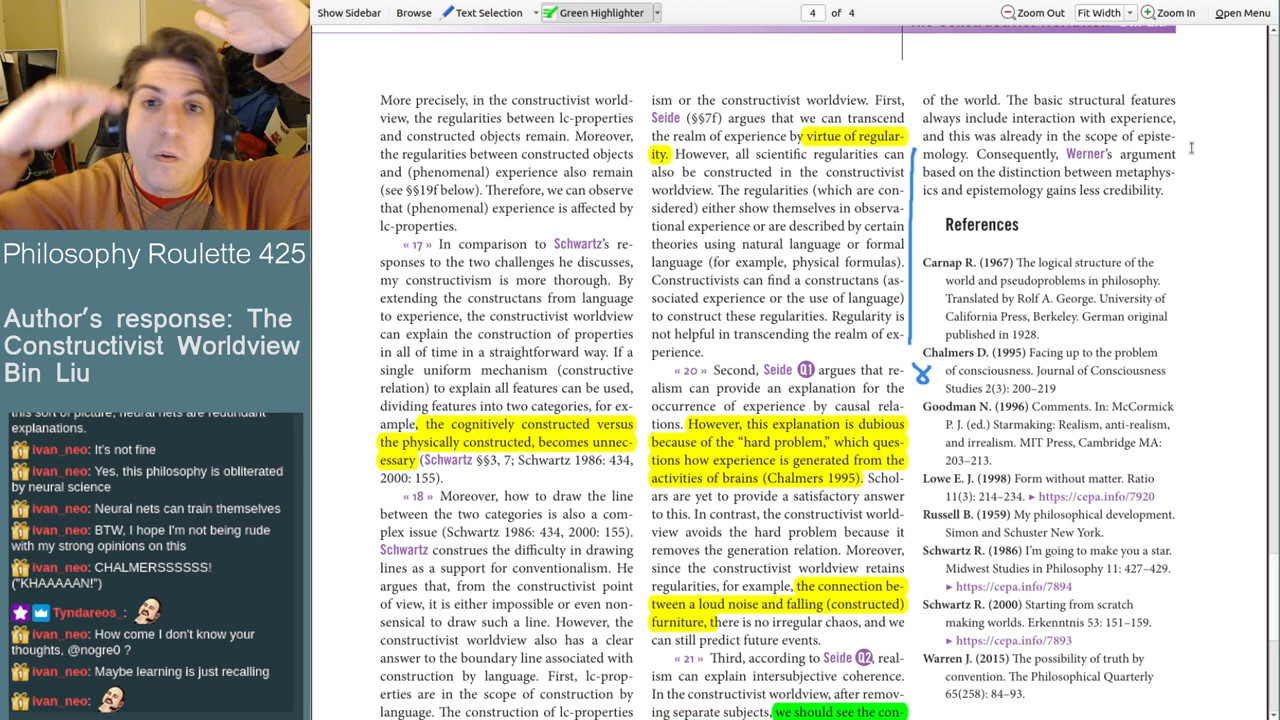 Show Sidebar
Browse
Text Selection
Green Highlighter
4 of 4
Zoom Out
Fit Width
Zoom In
Open Menu
Philosophy Roulette 425
Author's response: The
Constructivist Worldview
Bin Liu
explanations.
ivan_neo: It's not fine
ivan_neo: Yes, this philosophy is obliterated
by neural science
ivan_neo: Neural nets can train themselves
ivan_neo: BTW, I hope I'm not being rude
with my strong opinions on this
ivan_neo: CHALMERSSSSSS!
("KHAAAAAN!")
Tyndareos_:
ivan_neo: How come I don't know your
thoughts, @nogre0 ?
ivan_neo: Maybe learning is just recalling
ivan_neo:
More precisely, in the constructivist world-
view, the regularities between lc-properties
and constructed objects remain. Moreover,
the regularities between constructed objects
and (phenomenal) experience also remain
(see §§19f below). Therefore, we can observe
that (phenomenal) experience is affected by
lc-properties.
« 17 » In comparison to Schwartz's re-
sponses to the two challenges he discusses,
my constructivism is more thorough. By
extending the constructans from language
to experience, the constructivist worldview
can explain the construction of properties
in all of time in a straightforward way. If a
single uniform mechanism (constructive
relation) to explain all features can be used,
dividing features into two categories, for ex-
ample, the cognitively constructed versus
the physically constructed, becomes unnec-
essary (Schwartz §§3, 7; Schwartz 1986: 434,
2000: 155).
« 18 » Moreover, how to draw the line
between the two categories is also a com-
plex issue (Schwartz 1986: 434, 2000: 155).
Schwartz construes the difficulty in drawing
lines as a support for conventionalism. He
argues that, from the constructivist point
of view, it is either impossible or even non-
sensical to draw such a line. However, the
constructivist worldview also has a clear
answer to the boundary line associated with
construction by language. First, lc-prop-
erties are in the scope of construction by
language. The construction of lc-properties
ism or the constructivist worldview. First,
Seide (§§7f) argues that we can transcend
the realm of experience by virtue of regular-
ity. However, all scientific regularities can
also be constructed in the constructivist
worldview. The regularities (which are con-
sidered) either show themselves in observa-
tional experience or are described by certain
theories using natural language or formal
language (for example, physical formulas).
Constructivists can find a constructans (as-
sociated experience or the use of language)
to construct these regularities. Regularity is
not helpful in transcending the realm of ex-
perience.
« 20 » Second, Seide Q1 argues that re-
alism can provide an explanation for the
occurrence of experience by causal rela-
tions. However, this explanation is dubious
because of the “hard problem,” which ques-
tions how experience is generated from the
activities of brains (Chalmers 1995). Schol-
ars are yet to provide a satisfactory answer
to this. In contrast, the constructivist world-
view avoids the hard problem because it
removes the generation relation. Moreover,
since the constructivist worldview retains
regularities, for example, the connection be-
tween a loud noise and falling (constructed)
furniture, there is no irregular chaos, and we
can still predict future events.
« 21 » Third, according to Seide Q2, real-
ism can explain intersubjective coherence.
In the constructivist worldview, after remov-
ing separate subjects, we should see the con-
of the world. The basic structural features
always include interaction with experience,
and this was already in the scope of episte-
mology. Consequently, Werner's argument
based on the distinction between metaphys-
ics and epistemology gains less credibility.
References
Carnap R. (1967) The logical structure of the
world and pseudoproblems in philosophy.
Translated by Rolf A. George. University of
California Press, Berkeley. German original
published in 1928.
Chalmers D. (1995) Facing up to the problem
of consciousness. Journal of Consciousness
Studies 2(3): 200–219
Goodman N. (1996) Comments. In: McCormick
P. J. (ed.) Starmaking: Realism, anti-realism,
and irrealism. MIT Press, Cambridge MA:
203–213.
Lowe E. J. (1998) Form without matter. Ratio
11(3): 214–234. ▸ https://cepa.info/7920
Russell B. (1959) My philosophical development.
Simon and Schuster New York.
Schwartz R. (1986) I'm going to make you a star.
Midwest Studies in Philosophy 11: 427–429.
▸ https://cepa.info/7894
Schwartz R. (2000) Starting from scratch
making worlds. Erkenntnis 53: 151–159.
▸ https://cepa.info/7893
Warren J. (2015) The possibility of truth by
convention. The Philosophical Quarterly
65(258): 84–93.